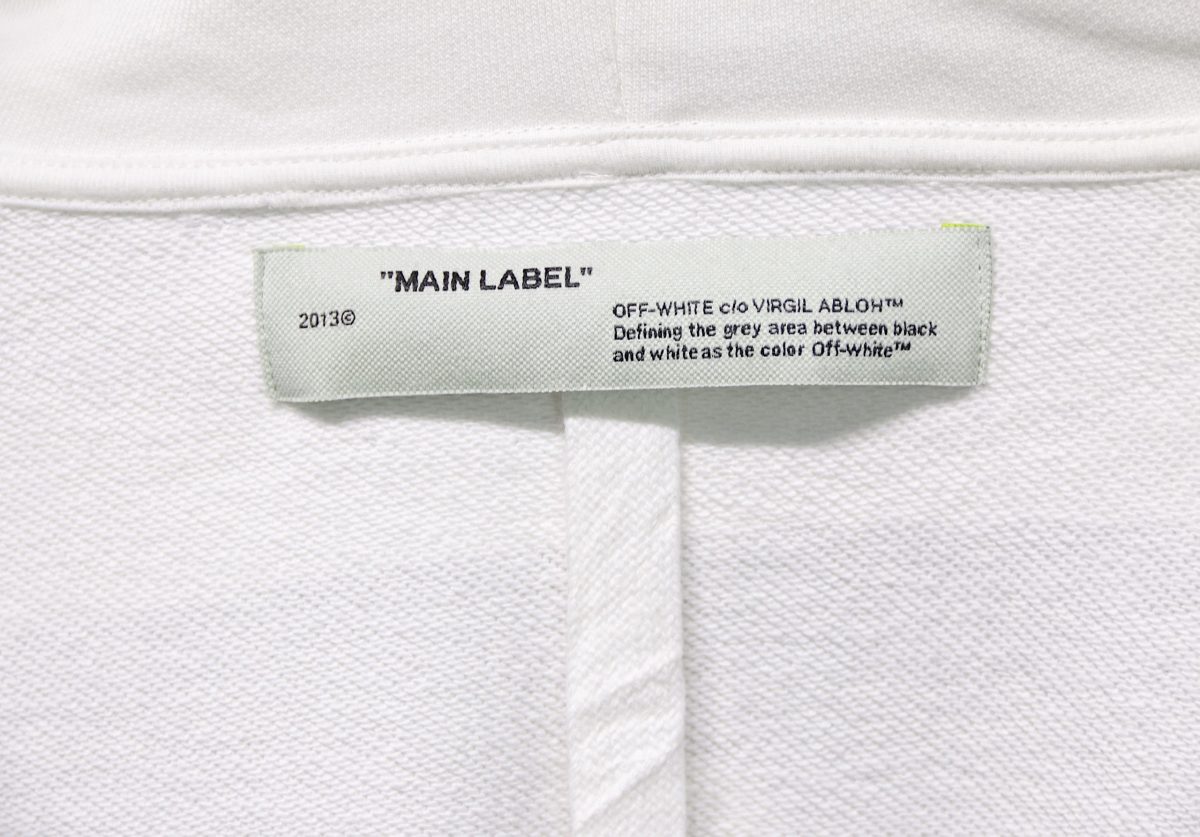 "MAIN LABEL"
2013©
OFF-WHITE c/o VIRGIL ABLOH™
Defining the grey area between black
and white as the color Off-White™